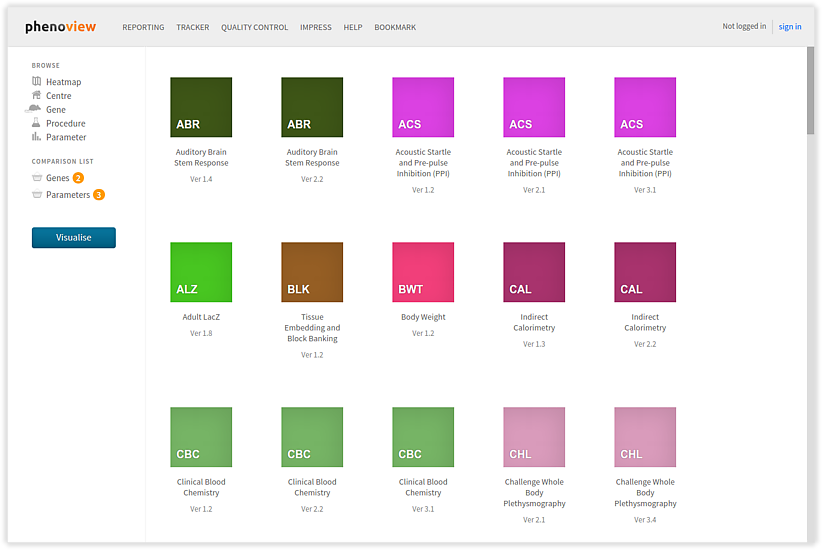 phenoview REPORTING TRACKER QUALITY CONTROL IMPRESS HELP BOOKMARK Not logged in sign in
BROWSE
Heatmap
Centre
Gene
Procedure
Parameter
COMPARISON LIST
Genes 2
Parameters 3
Visualise
ABR ABR ACS ACS ACS
Auditory Brain Auditory Brain Acoustic Startle Acoustic Startle Acoustic Startle
Stem Response Stem Response and Pre-pulse and Pre-pulse and Pre-pulse
Inhibition (PPI) Inhibition (PPI) Inhibition (PPI)
Ver 1.4 Ver 2.2 Ver 1.2 Ver 2.1 Ver 3.1
ALZ BLK BWT CAL CAL
Adult LacZ Tissue Body Weight Indirect Indirect
Embedding and Calorimetry Calorimetry
Block Banking
Ver 1.8 Ver 1.2 Ver 1.2 Ver 1.3 Ver 2.2
CBC CBC CBC CHL CHL
Clinical Blood Clinical Blood Clinical Blood Challenge Whole Challenge Whole
Chemistry Chemistry Chemistry Body Body
Plethysmography Plethysmography
Ver 1.2 Ver 2.2 Ver 3.1 Ver 2.1 Ver 3.4